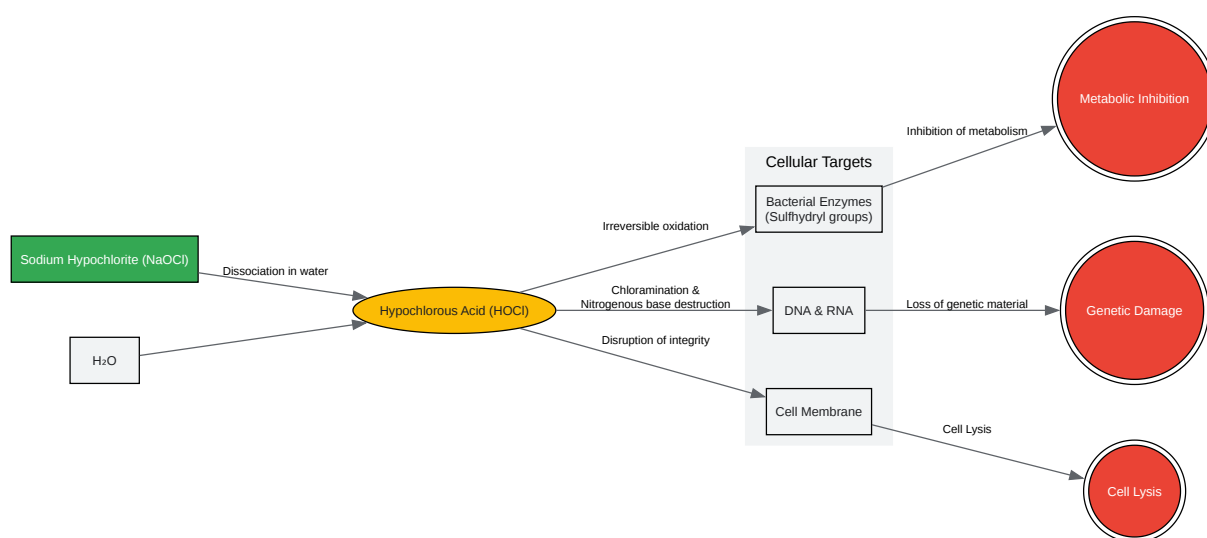 Metabolic Inhibition
Inhibition of metabolism
Cellular Targets
Bacterial Enzymes
(Sulfhydryl groups)
Irreversible oxidation
Sodium Hypochlorite (NaOCl)
Dissociation in water
Chloramination &
Nitrogenous base destruction
Hypochlorous Acid (HOCl)
DNA & RNA
Loss of genetic material
Genetic Damage
H₂O
Disruption of integrity
Cell Membrane
Cell Lysis
Cell Lysis